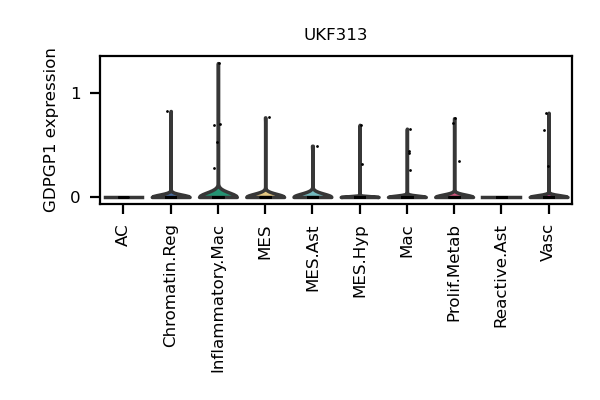 UKF313
GDPGP1 expression
1
0
AC
Chromatin.Reg
Inflammatory.Mac
MES
MES.Ast
MES.Hyp
Mac
Prolif.Metab
Reactive.Ast
Vasc